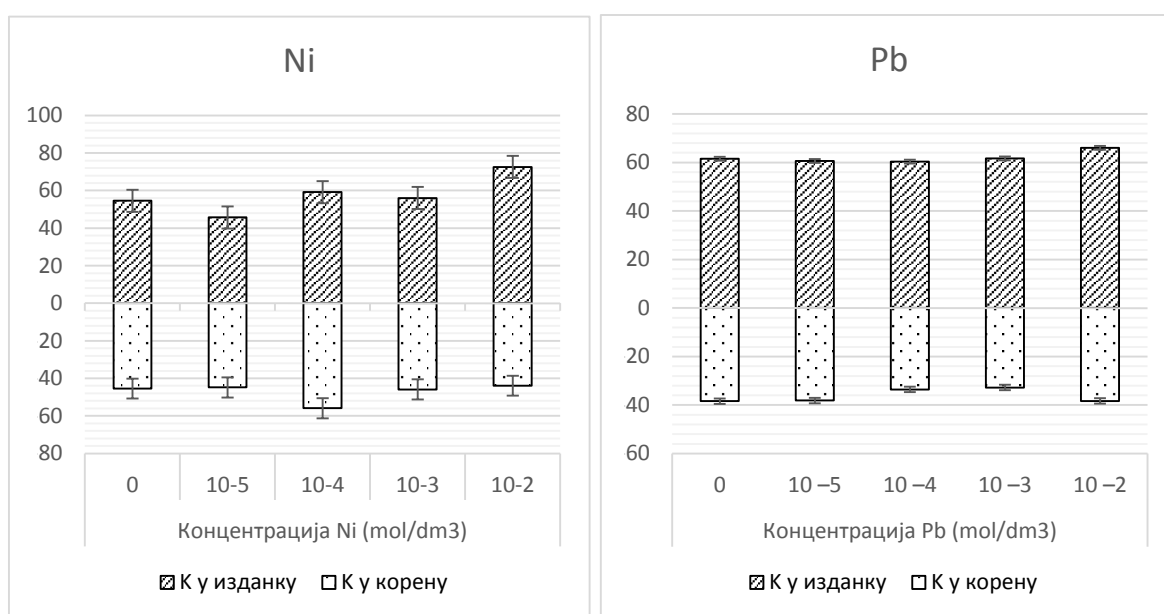 Ni
100
80
60
40
20
0
20
40
60
80
0 10-5 10-4 10-3 10-2
Концентрација Ni (mol/dm3)
K у изданку K у корену
Pb
80
60
40
20
0
20
40
60
0 10 –5 10 –4 10 –3 10 –2
Концентрација Pb (mol/dm3)
K у изданку K у корену